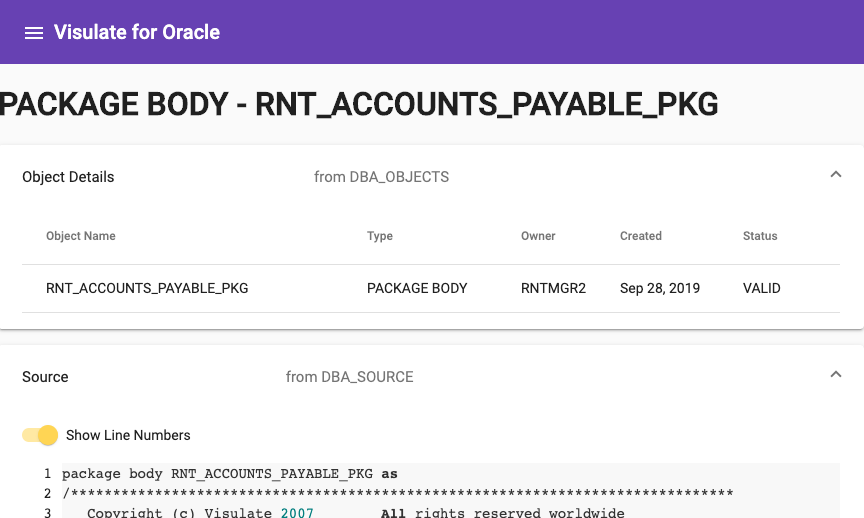 Visulate for Oracle
PACKAGE BODY - RNT_ACCOUNTS_PAYABLE_PKG
Object Details from DBA_OBJECTS
Object Name Type Owner Created Status
RNT_ACCOUNTS_PAYABLE_PKG PACKAGE BODY RNTMGR2 Sep 28, 2019 VALID
Source from DBA_SOURCE
Show Line Numbers
1 package body RNT_ACCOUNTS_PAYABLE_PKG as
2 /*******************************************************************************
3 Copyright (c) Visulate 2007 All rights reserved worldwide